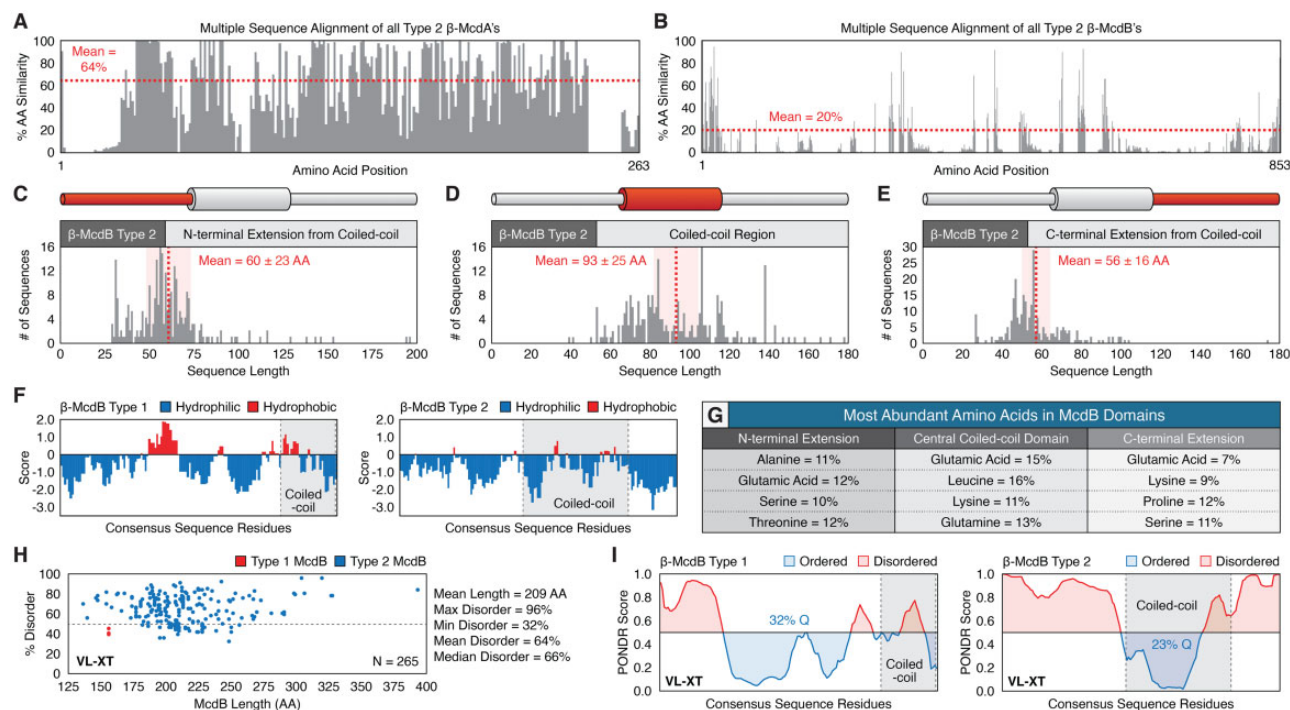 A
Multiple Sequence Alignment of all Type 2 β-McdA's
% AA Similarity
100
80
60
40
20
0
Mean =
64%
1
263
Amino Acid Position
B
Multiple Sequence Alignment of all Type 2 β-McdB's
% AA Similarity
100
80
60
40
20
0
Mean = 20%
1
853
Amino Acid Position
C
β-McdB Type 2
N-terminal Extension from Coiled-coil
# of Sequences
16
12
8
4
0
Mean = 60 ± 23 AA
0 50 75 100 125 150 175 200
Sequence Length
D
β-McdB Type 2
Coiled-coil Region
# of Sequences
16
12
8
4
0
Mean = 93 ± 25 AA
0 20 40 60 80 100 120 140 160 180
Sequence Length
E
β-McdB Type 2
C-terminal Extension from Coiled-coil
# of Sequences
30
25
20
15
10
5
0
Mean = 56 ± 16 AA
0 20 40 60 80 100 120 140 160 180
Sequence Length
F
β-McdB Type 1 Hydrophilic Hydrophobic
Score
2.0
1.0
0.0
-1.0
-2.0
-3.0
Coiled
-coil
Consensus Sequence Residues
β-McdB Type 2 Hydrophilic Hydrophobic
Score
2.0
1.0
0.0
-1.0
-2.0
-3.0
Coiled-coil
Consensus Sequence Residues
G
Most Abundant Amino Acids in McdB Domains
N-terminal Extension Central Coiled-coil Domain C-terminal Extension
Alanine = 11% Glutamic Acid = 15% Glutamic Acid = 7%
Glutamic Acid = 12% Leucine = 16% Lysine = 9%
Serine = 10% Lysine = 11% Proline = 12%
Threonine = 12% Glutamine = 13% Serine = 11%
H
Type 1 McdB Type 2 McdB
% Disorder
100
80
60
40
20
0
VL-XT
N = 265
125 150 175 200 225 250 275 300 325 350 375 400
McdB Length (AA)
Mean Length = 209 AA
Max Disorder = 96%
Min Disorder = 32%
Mean Disorder = 64%
Median Disorder = 66%
I
β-McdB Type 1 Ordered Disordered
PONDR Score
1.0
0.8
0.6
0.4
0.2
0.0
32% Q
Coiled
-coil
VL-XT
Consensus Sequence Residues
β-McdB Type 2 Ordered Disordered
PONDR Score
1.0
0.8
0.6
0.4
0.2
0.0
Coiled-coil
23% Q
VL-XT
Consensus Sequence Residues